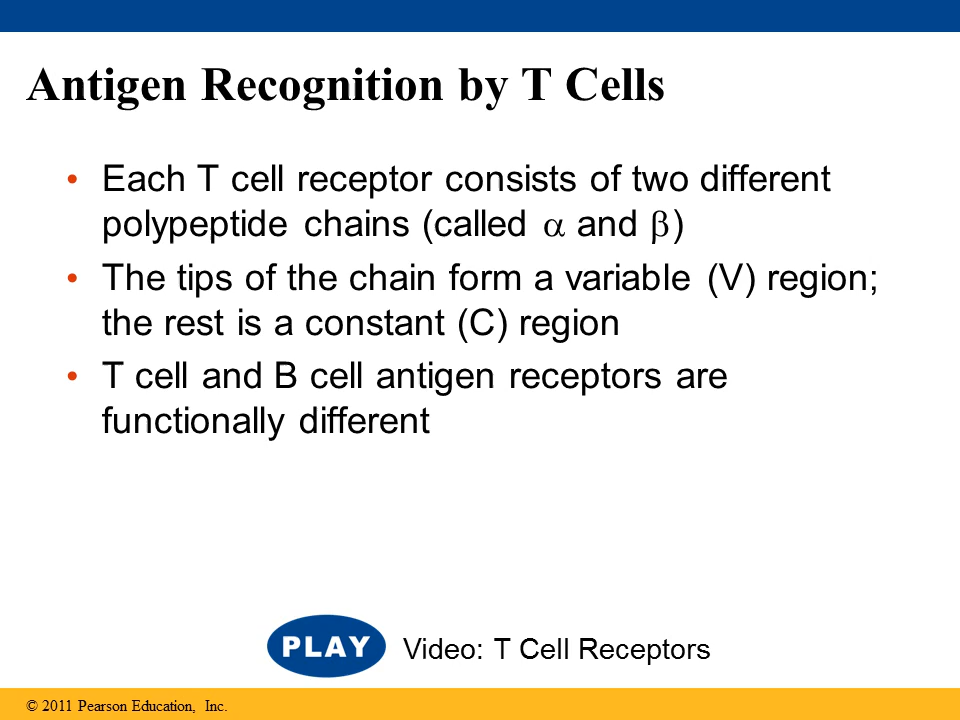 Antigen Recognition by T Cells
• Each T cell receptor consists of two different
polypeptide chains (called α and β)
• The tips of the chain form a variable (V) region;
the rest is a constant (C) region
• T cell and B cell antigen receptors are
functionally different
PLAY Video: T Cell Receptors
© 2011 Pearson Education, Inc.